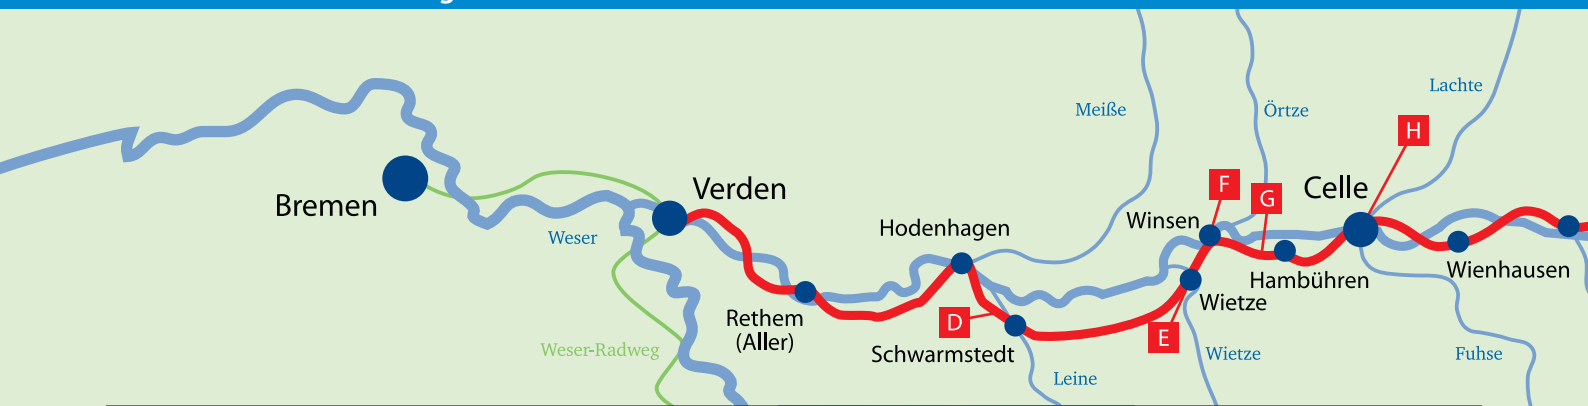 Meiße
Örtze
Lachte
H
Bremen
Verden
Weser
Hodenhagen
Winsen
F
G
Celle
Wienhausen
Hambühren
Wietze
Rethem
(Aller)
D
Schwarmstedt
E
Weser-Radweg
Wietze
Fuhse
Leine